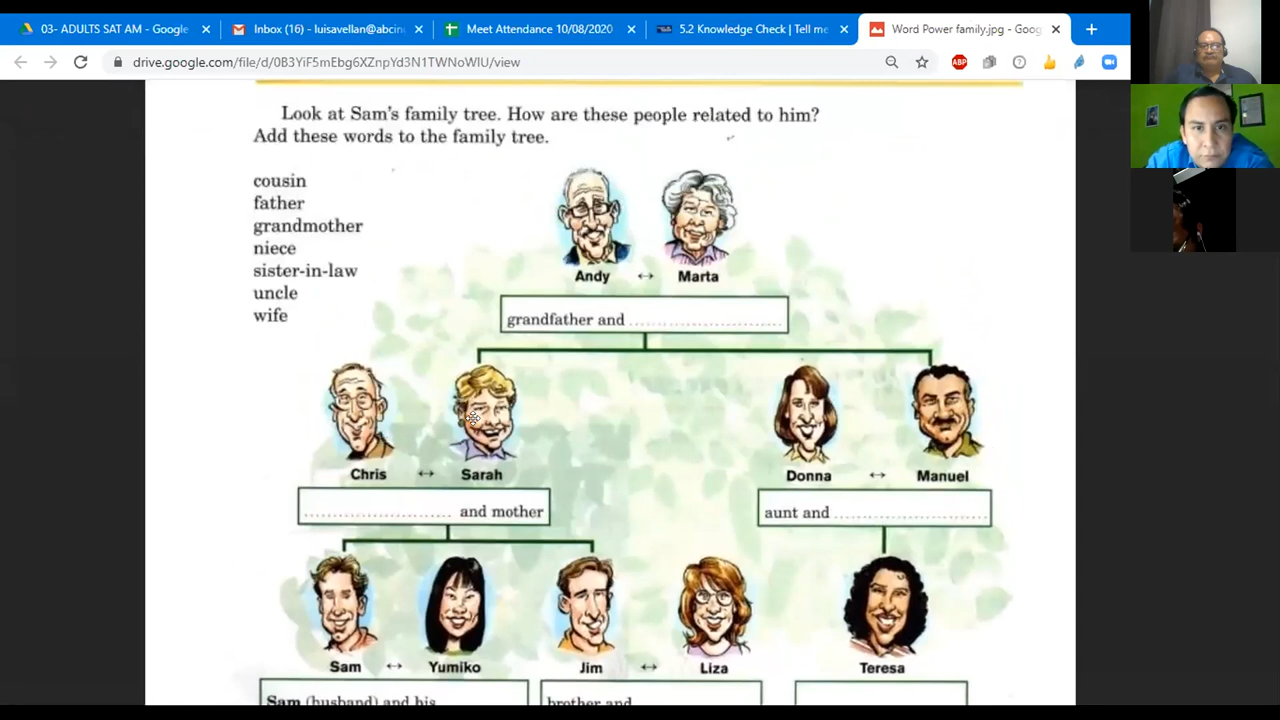 03- ADULTS SAT AM - Google
Inbox (16) - luisavellan@abcin
Meet Attendance 10/08/2020
5.2 Knowledge Check | Tell me
Word Power family.jpg - Goog
drive.google.com/file/d/0B3YiF5mEbg6XZnpYd3N1TWNoWlU/view
ABP
Look at Sam's family tree. How are these people related to him?
Add these words to the family tree.
cousin
father
grandmother
niece
sister-in-law
uncle
wife
Andy ↔ Marta
grandfather and ............................
Chris ↔ Sarah
Donna ↔ Manuel
............................ and mother
aunt and ............................
Sam ↔ Yumiko
Jim ↔ Liza
Teresa
Sam (husband) and his
brother and